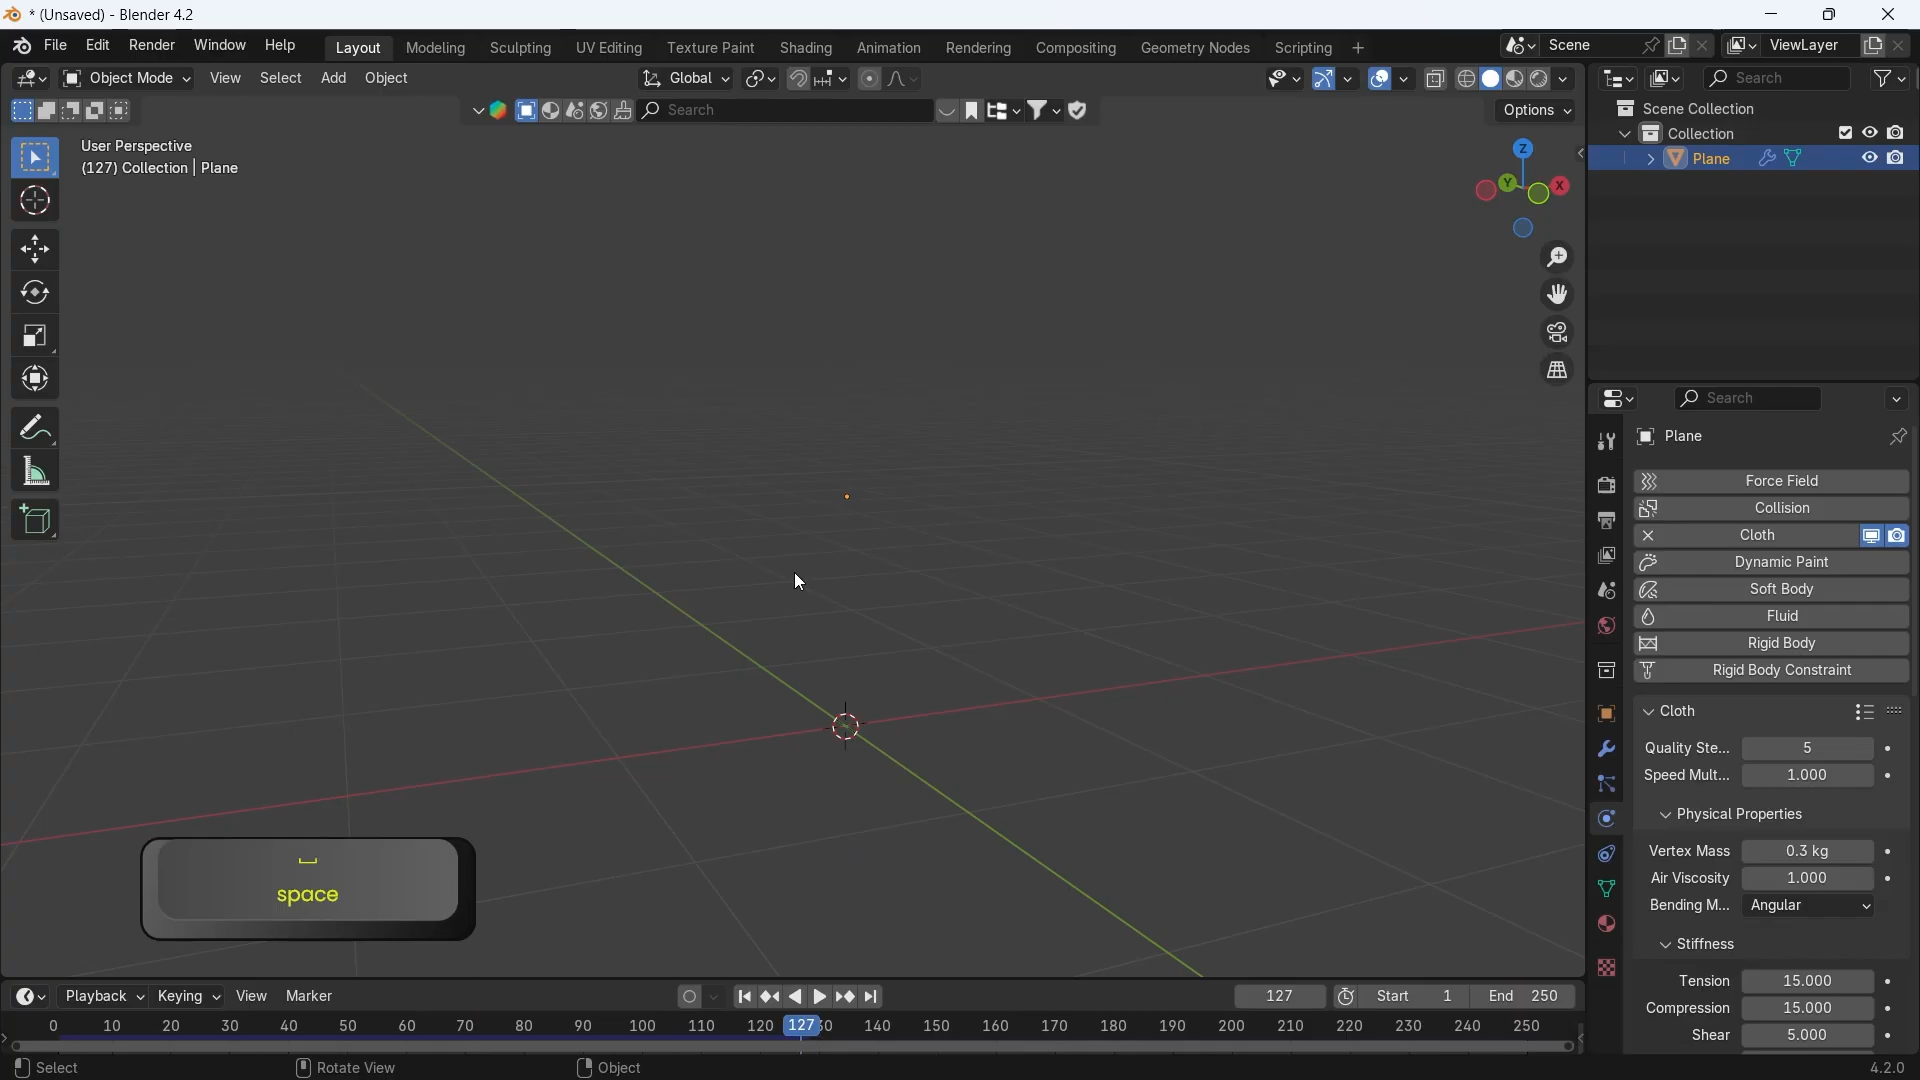 * (Unsaved) - Blender 4.2
File Edit Render Window Help Layout Modeling Sculpting UV Editing Texture Paint Shading Animation Rendering Compositing Geometry Nodes Scripting + Scene ViewLayer
Object Mode View Select Add Object Global Search
Search Options
Scene Collection
Collection
Plane
User Perspective
(127) Collection | Plane
Z
Y
X
Search
Plane
Force Field
Collision
Cloth
Dynamic Paint
Soft Body
Fluid
Rigid Body
Rigid Body Constraint
Cloth
Quality Ste... 5
Speed Mult... 1.000
Physical Properties
Vertex Mass 0.3 kg
Air Viscosity 1.000
Bending M... Angular
Stiffness
Tension 15.000
Compression 15.000
Shear 5.000
space
Playback Keying View Marker 127 Start 1 End 250
0 10 20 30 40 50 60 70 80 90 100 110 120 127 140 150 160 170 180 190 200 210 220 230 240 250
Select Rotate View Object 4.2.0